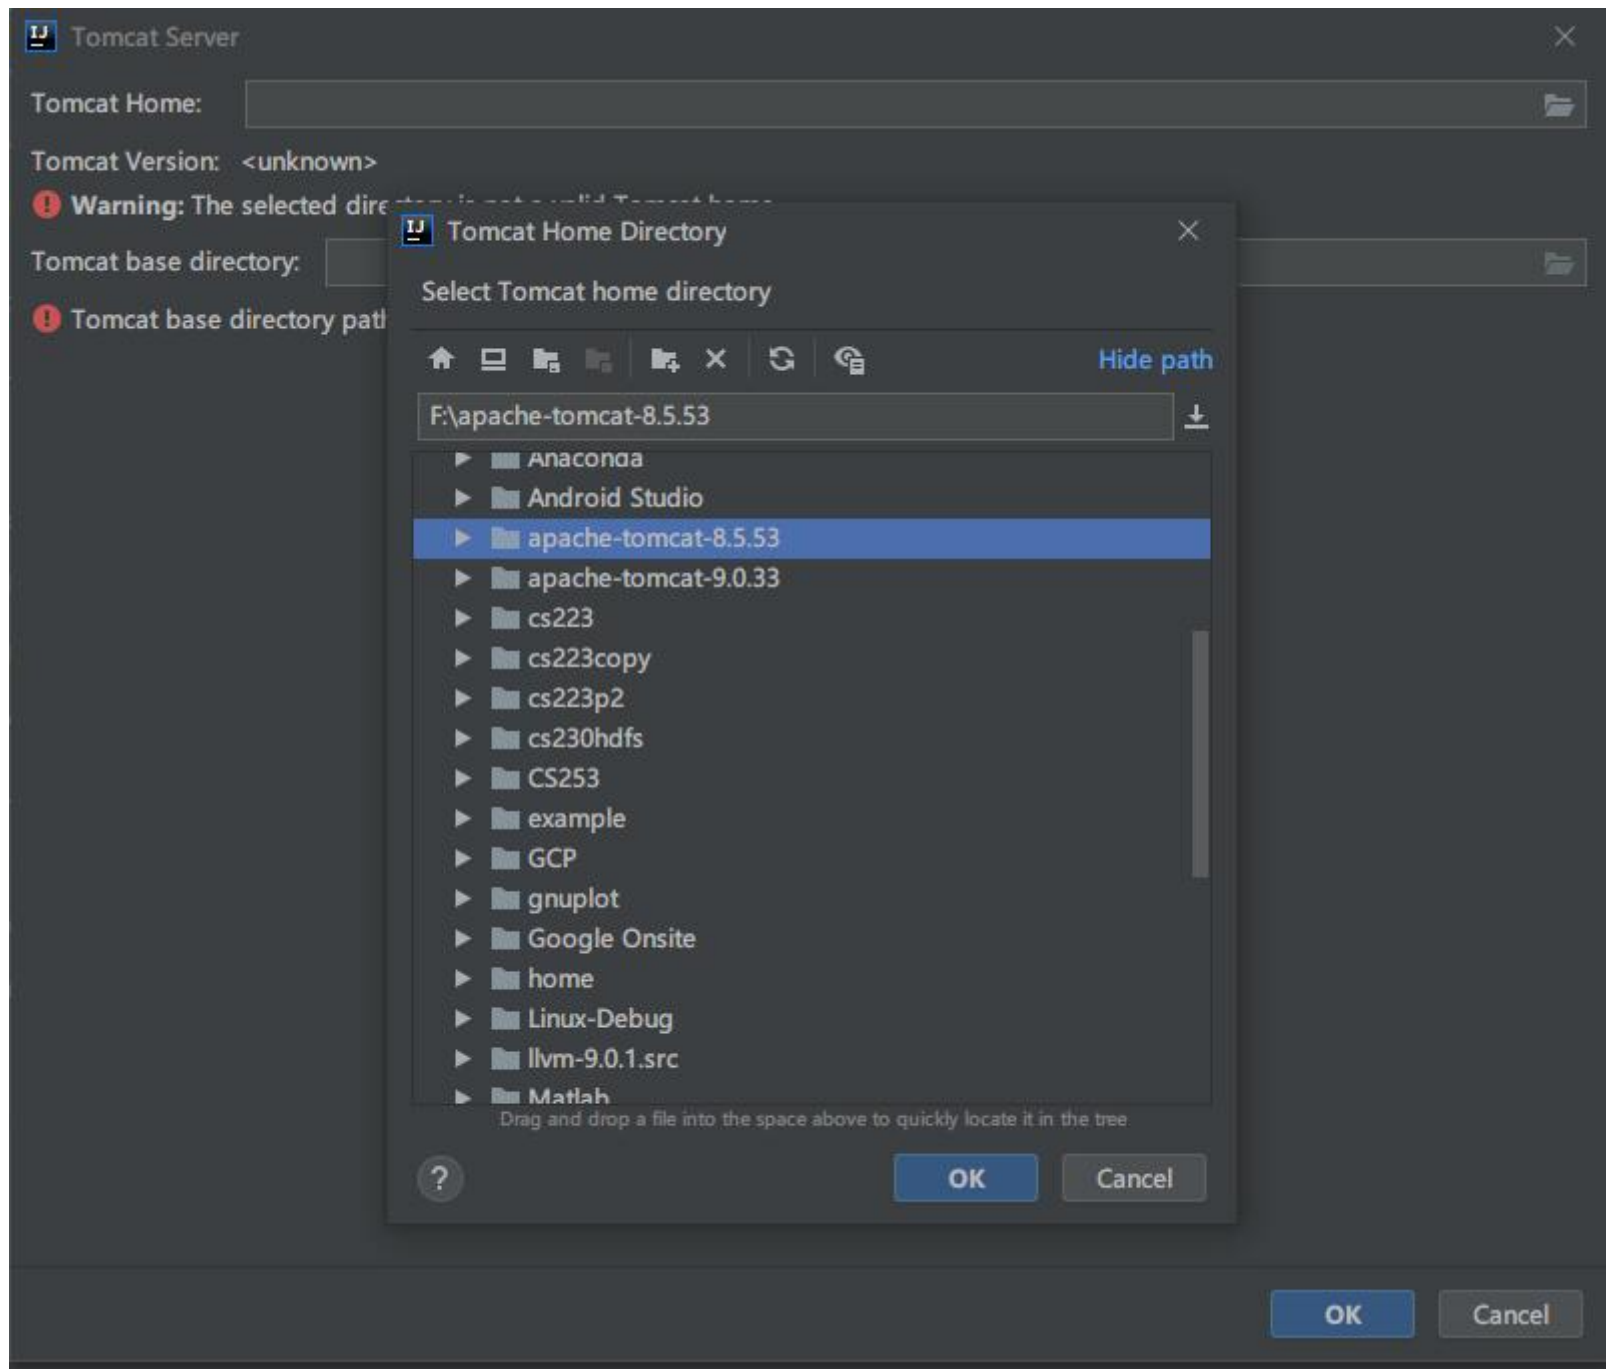 Tomcat Server
Tomcat Home:
Tomcat Version: <unknown>
Warning: The selected
Tomcat base directory:
Tomcat base directory path
Tomcat Home Directory
Select Tomcat home directory
Hide path
F:\apache-tomcat-8.5.53
Anaconda
Android Studio
apache-tomcat-8.5.53
apache-tomcat-9.0.33
cs223
cs223copy
cs223p2
cs230hdfs
CS253
example
GCP
gnuplot
Google Onsite
home
Linux-Debug
llvm-9.0.1.src
Matlab
Drag and drop a file into the space above to quickly locate it in the tree
?
OK
Cancel
OK
Cancel